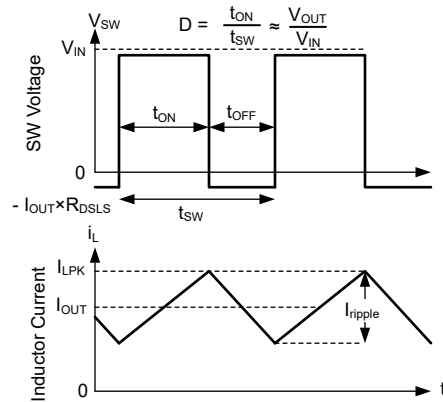 V_SW
D = t_ON / t_SW ≈ V_OUT / V_IN
V_IN
SW Voltage
t_ON
t_OFF
0
- I_OUT×R_DSLS
t_SW
i_L
I_LPK
I_OUT
Inductor Current
I_ripple
0
t